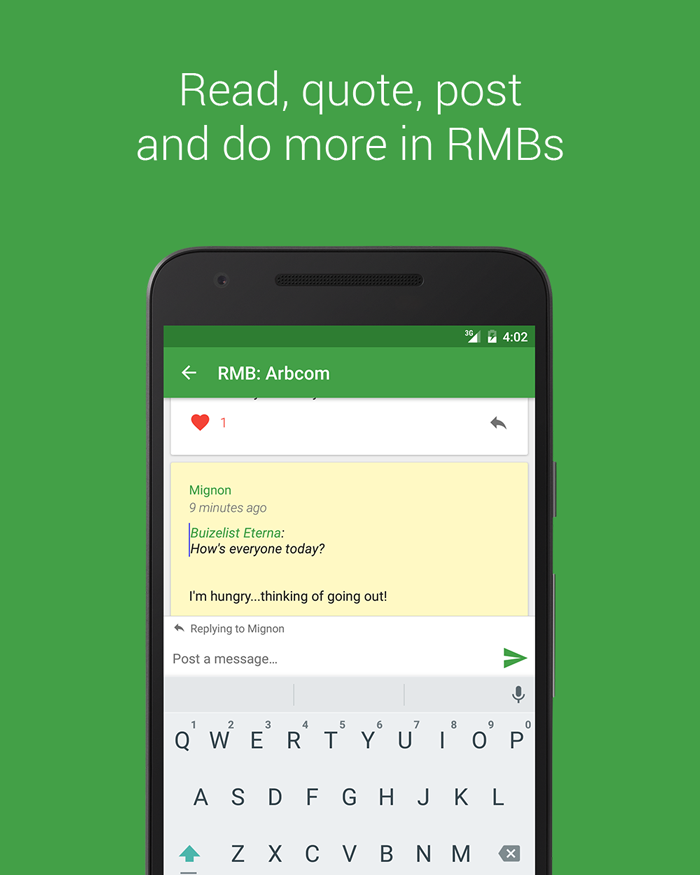 Read, quote, post
and do more in RMBs
3G 4:02
RMB: Arbcom
1
Mignon
9 minutes ago
Buizelist Eterna:
How's everyone today?
I'm hungry...thinking of going out!
Replying to Mignon
Post a message...
1 2 3 4 5 6 7 8 9 0
Q W E R T Y U I O P
A S D F G H J K L
Z X C V B N M